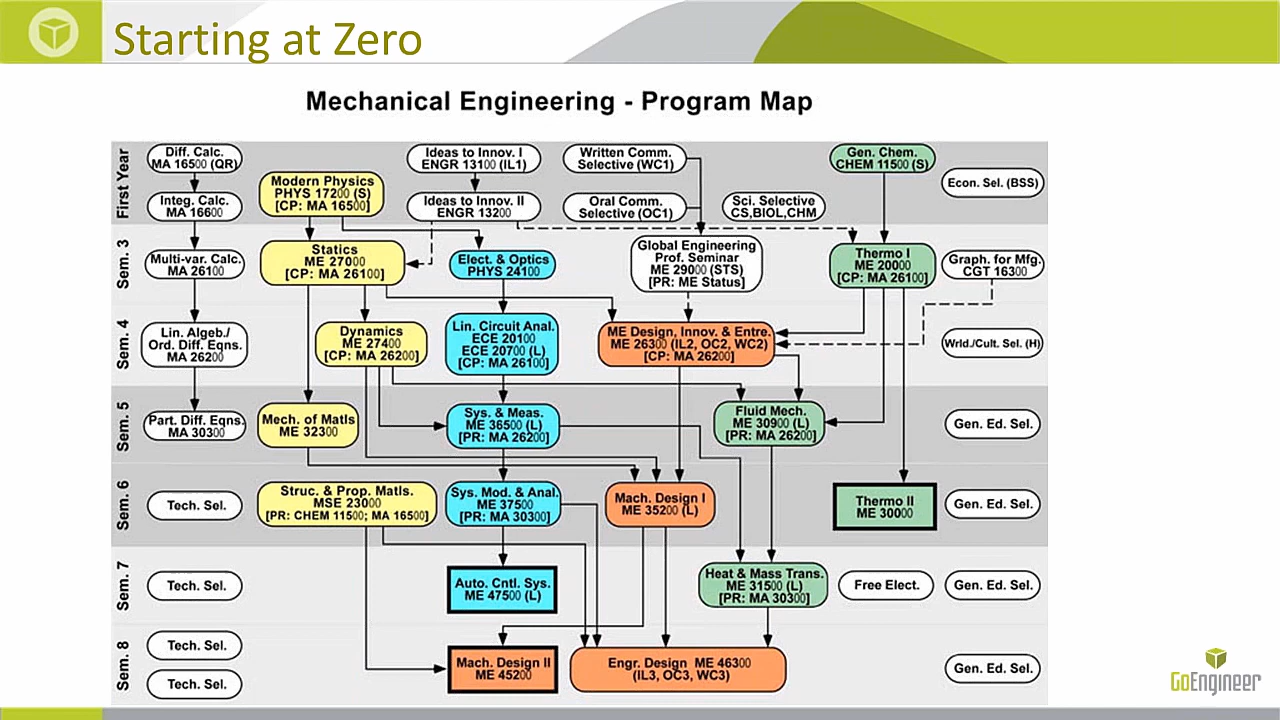 Starting at Zero
Mechanical Engineering - Program Map
First Year
Diff. Calc.
MA 16500 (QR)
Integ. Calc.
MA 16600
Modern Physics
PHYS 17200 (S)
[CP: MA 16500]
Ideas to Innov. I
ENGR 13100 (IL1)
Ideas to Innov. II
ENGR 13200
Written Comm.
Selective (WC1)
Oral Comm.
Selective (OC1)
Sci. Selective
CS,BIOL,CHM
Gen. Chem.
CHEM 11500 (S)
Econ. Sel. (BSS)
Sem. 3
Multi-var. Calc.
MA 26100
Statics
ME 27000
[CP: MA 26100]
Elect. & Optics
PHYS 24100
Global Engineering
Prof. Seminar
ME 29000 (STS)
[PR: ME Status]
Thermo I
ME 20000
[CP: MA 26100]
Graph. for Mfg.
CGT 16300
Sem. 4
Lin. Algeb./
Ord. Diff. Eqns.
MA 26200
Dynamics
ME 27400
[CP: MA 26200]
Lin. Circuit Anal.
ECE 20100
ECE 20700 (L)
[CP: MA 26100]
ME Design, Innov. & Entre.
ME 26300 (IL2, OC2, WC2)
[CP: MA 26200]
Wrld./Cult. Sel. (H)
Sem. 5
Part. Diff. Eqns.
MA 30300
Mech. of Matls
ME 32300
Sys. & Meas.
ME 36500 (L)
[PR: MA 26200]
Fluid Mech.
ME 30900 (L)
[PR: MA 26200]
Gen. Ed. Sel.
Sem. 6
Tech. Sel.
Struc. & Prop. Matls.
MSE 23000
[PR: CHEM 11500; MA 16500]
Sys. Mod. & Anal.
ME 37500
[PR: MA 30300]
Mach. Design I
ME 35200 (L)
Thermo II
ME 30000
Gen. Ed. Sel.
Sem. 7
Tech. Sel.
Auto. Cntl. Sys.
ME 47500 (L)
Heat & Mass Trans.
ME 31500 (L)
[PR: MA 30300]
Free Elect.
Gen. Ed. Sel.
Sem. 8
Tech. Sel.
Tech. Sel.
Mach. Design II
ME 45200
Engr. Design ME 46300
(IL3, OC3, WC3)
Gen. Ed. Sel.
GoEngineer